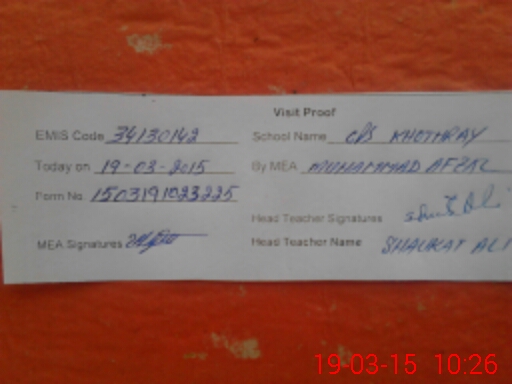 Visit Proof
EMIS Code 34130142 School Name GPS KHOTHRAY
Today on 19-03-2015 By MEA MUHAMMAD AFZAL
Form No. 1503191023225
Head Teacher Signatures
MEA Signatures Head Teacher Name SHAUKAT ALI
19-03-15 10:26